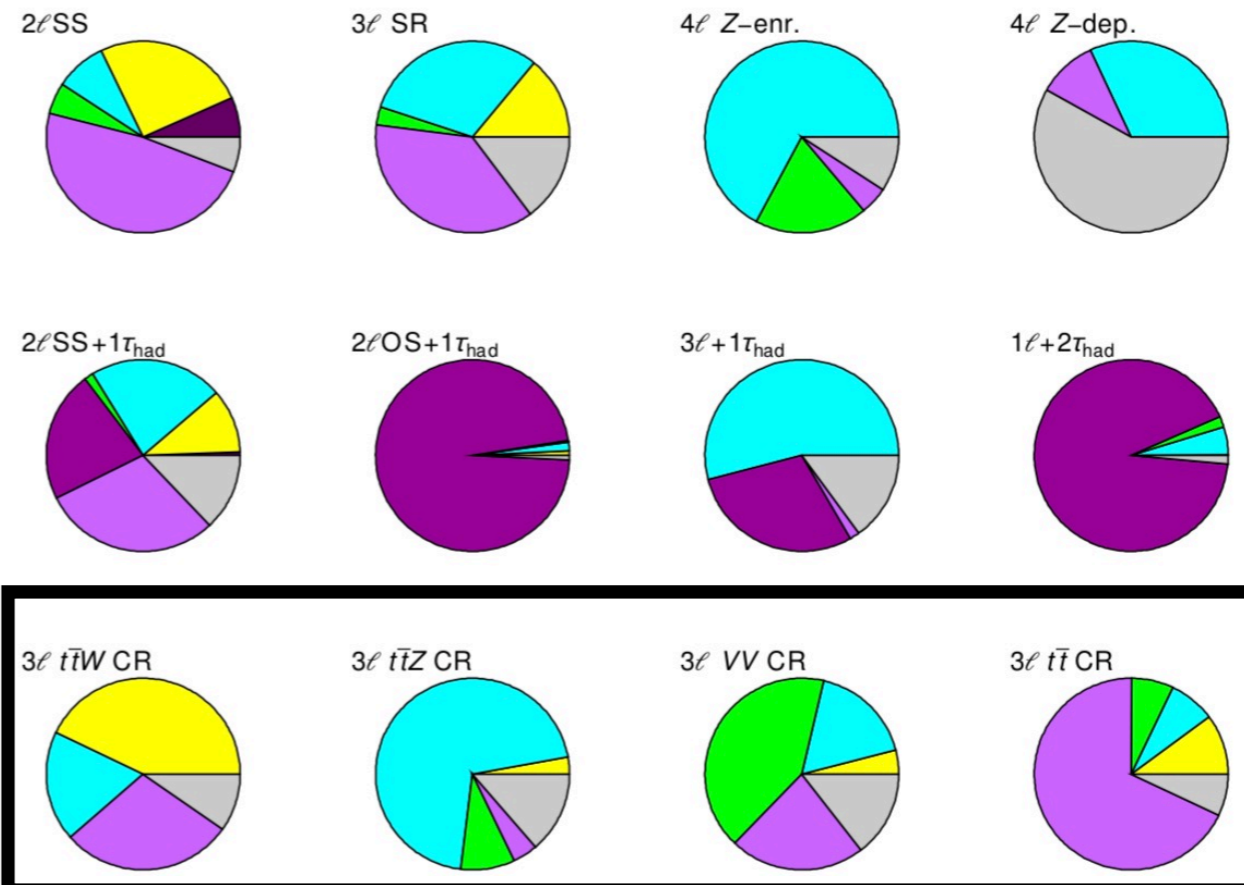 2ℓSS 3ℓ SR 4ℓ Z−enr. 4ℓ Z−dep.
2ℓSS+1τhad 2ℓOS+1τhad 3ℓ+1τhad 1ℓ+2τhad
3ℓ tt̄W CR 3ℓ tt̄Z CR 3ℓ VV CR 3ℓ tt̄ CR